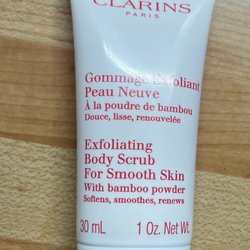 CLARINS
PARIS
Gommage Exfoliant
Peau Neuve
À la poudre de bambou
Douce, lisse, renouvelée
Exfoliating
Body Scrub
For Smooth Skin
With bamboo powder
Softens, smoothes, renews
30 mL 1 Oz. Net Wt.